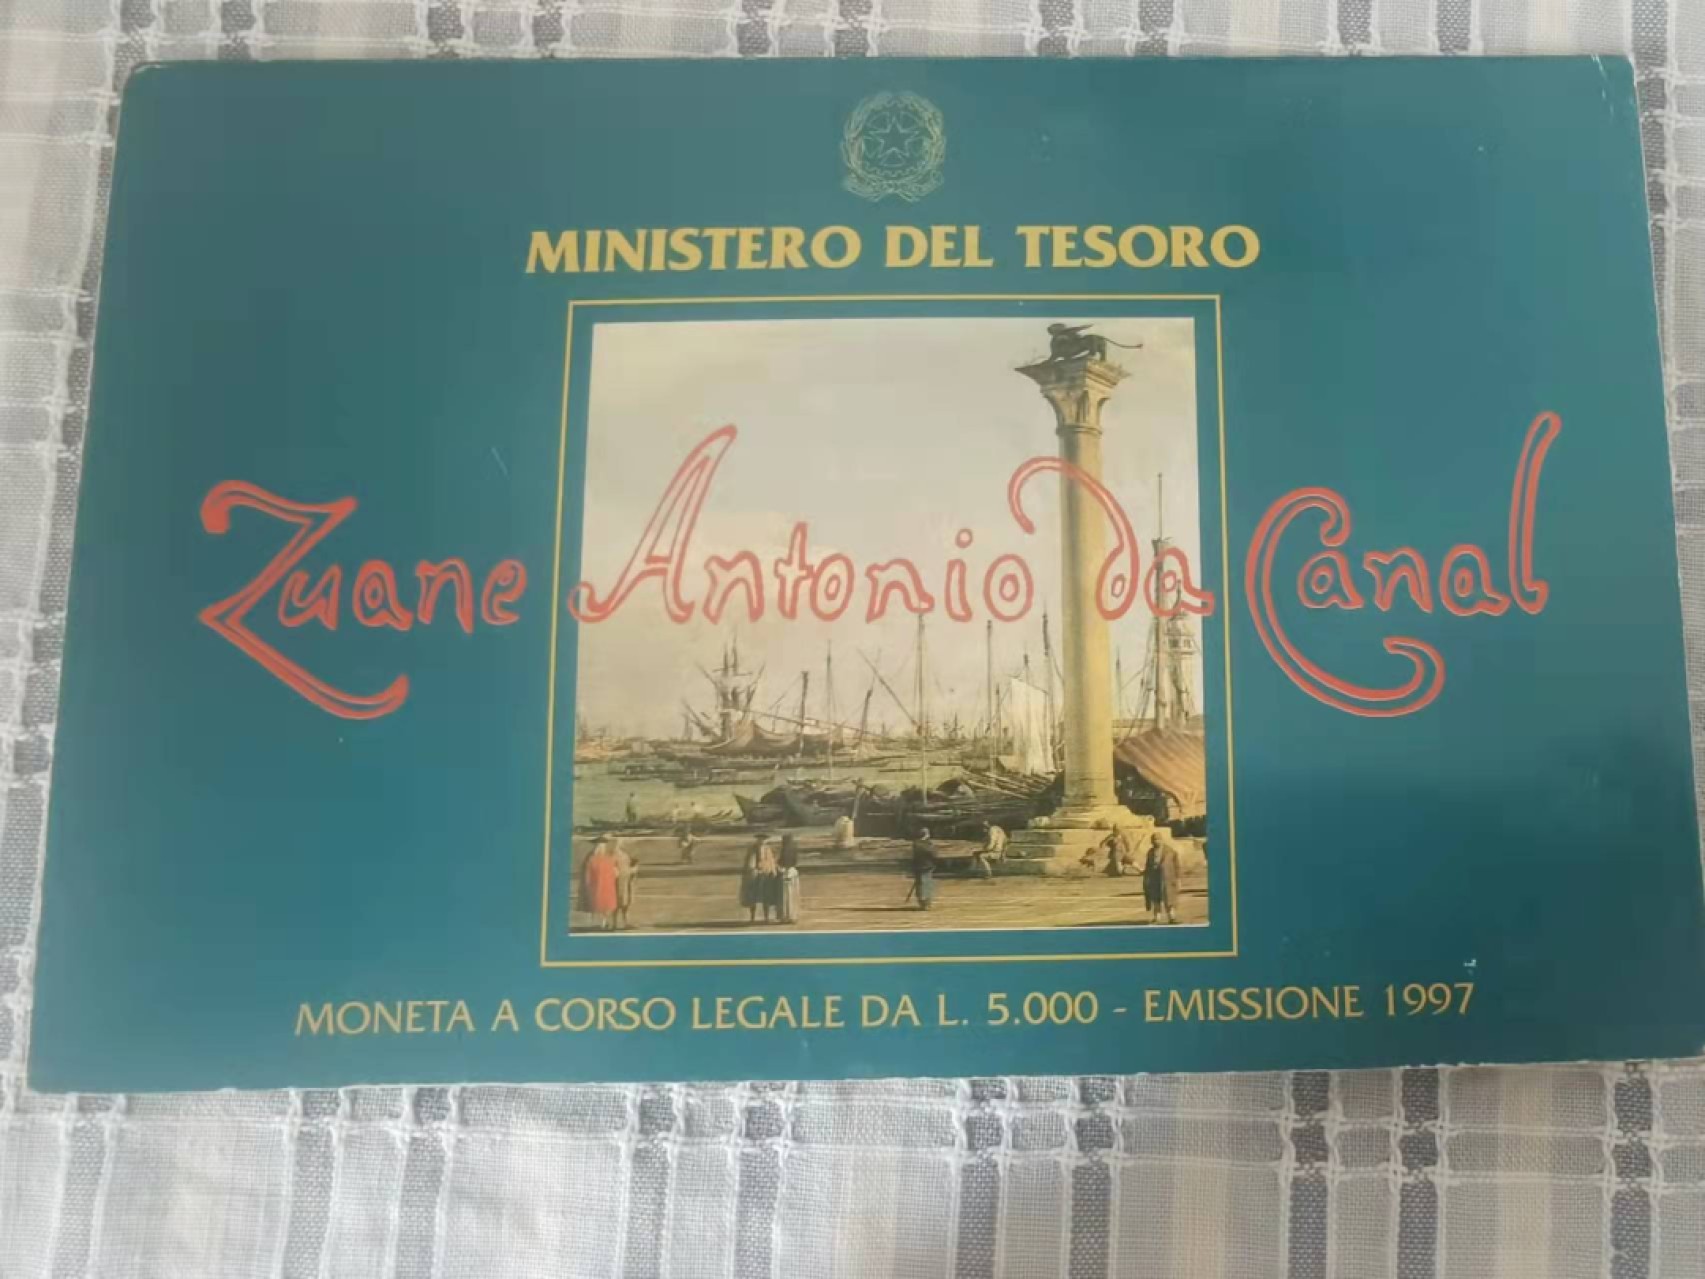 MINISTERO DEL TESORO
Zuane Antonio da Canal
MONETA A CORSO LEGALE DA L. 5.000 - EMISSIONE 1997